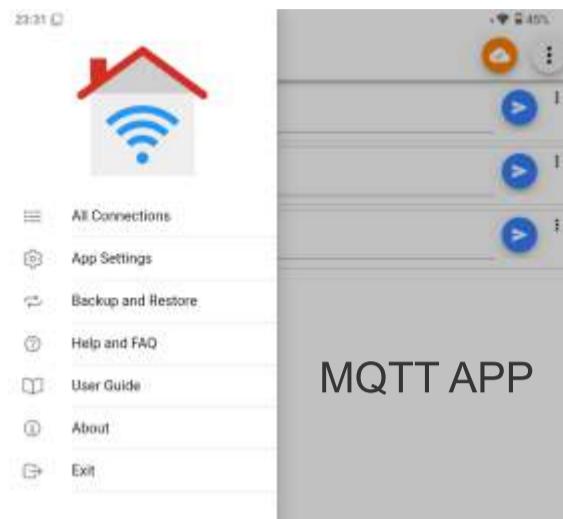 23:31
45%
All Connections
App Settings
Backup and Restore
Help and FAQ
User Guide
About
Exit
MQTT APP